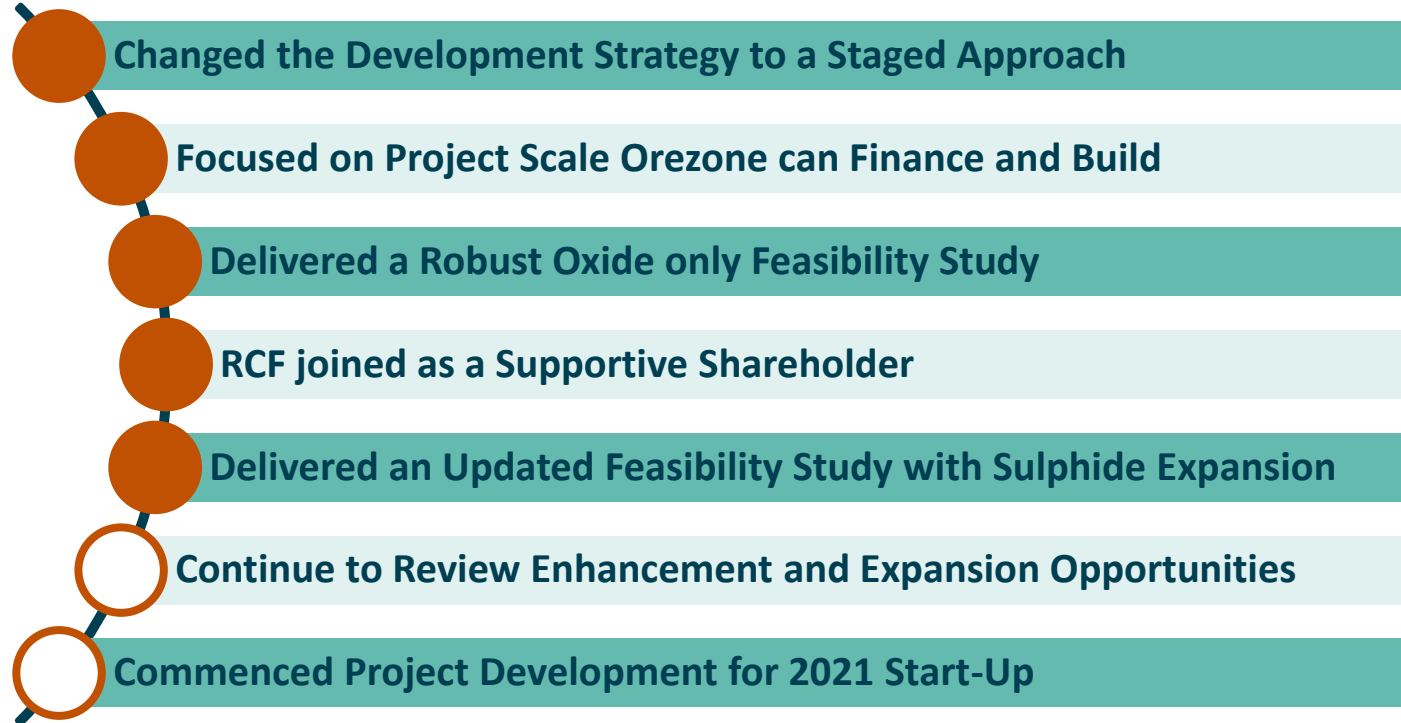 Changed the Development Strategy to a Staged Approach
Focused on Project Scale Orezone can Finance and Build
Delivered a Robust Oxide only Feasibility Study
RCF joined as a Supportive Shareholder
Delivered an Updated Feasibility Study with Sulphide Expansion
Continue to Review Enhancement and Expansion Opportunities
Commenced Project Development for 2021 Start-Up